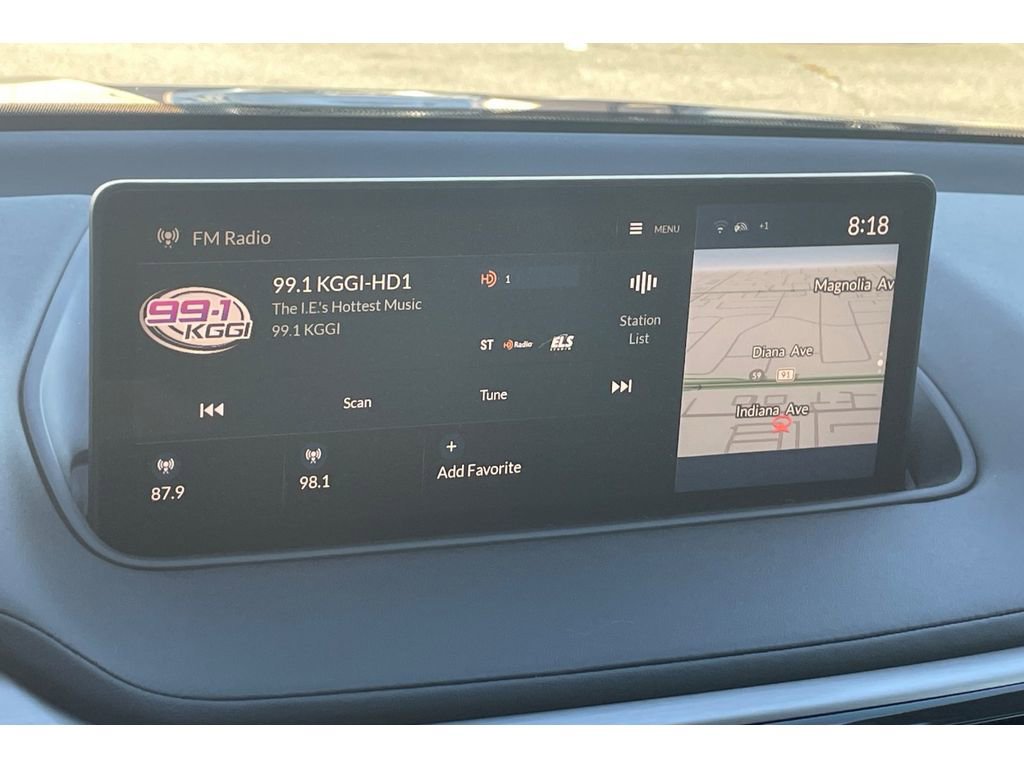 FM Radio
MENU
+1
8:18
99.1
KGGI
99.1 KGGI-HD1
The I.E.'s Hottest Music
99.1 KGGI
HD 1
ST HD Radio ELS
STUDIO
Station
List
Scan
Tune
87.9
98.1
+
Add Favorite
Magnolia Av
Diana Ave
59 91
Indiana Ave